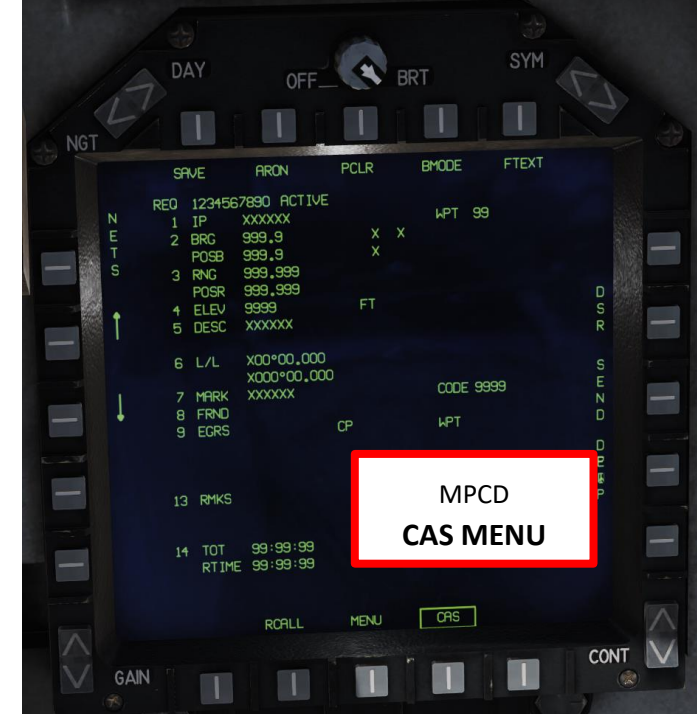 DAY
OFF
BRT
SYM
NGT
SAVE ARON PCLR BMODE FTEXT
NETS
REQ 1234567890 ACTIVE
1 IP XXXXXX WPT 99
2 BRG 999.9 X X
POSB 999.9 X
3 RNG 999.999
POSR 999.999
4 ELEV 9999 FT
5 DESC XXXXXX
DSR
6 L/L X00°00.000
X000°00.000
SEND
7 MARK XXXXXX CODE 9999
8 FRND
9 EGRS CP WPT
MPCD
CAS MENU
13 RMKS
14 TOT 99:99:99
RTIME 99:99:99
RCALL MENU CAS
GAIN
CONT